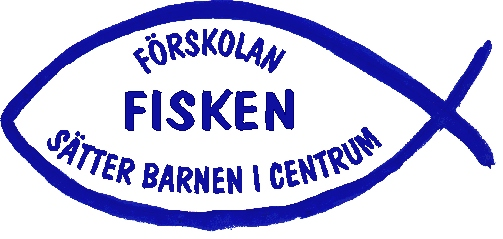 FÖRSKOLAN
FISKEN
SÄTTER BARNEN I CENTRUM